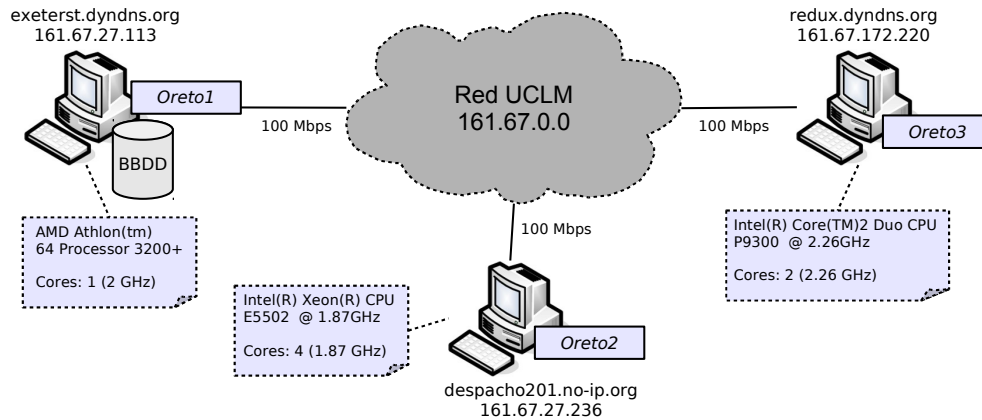 exeterst.dyndns.org
161.67.27.113
Oreto1
BBDD
100 Mbps
AMD Athlon(tm)
64 Processor 3200+
Cores: 1 (2 GHz)
Red UCLM
161.67.0.0
redux.dyndns.org
161.67.172.220
Oreto3
100 Mbps
Intel(R) Core(TM)2 Duo CPU
P9300  @ 2.26GHz
Cores: 2 (2.26 GHz)
100 Mbps
Intel(R) Xeon(R) CPU
E5502  @ 1.87GHz
Cores: 4 (1.87 GHz)
Oreto2
despacho201.no-ip.org
161.67.27.236